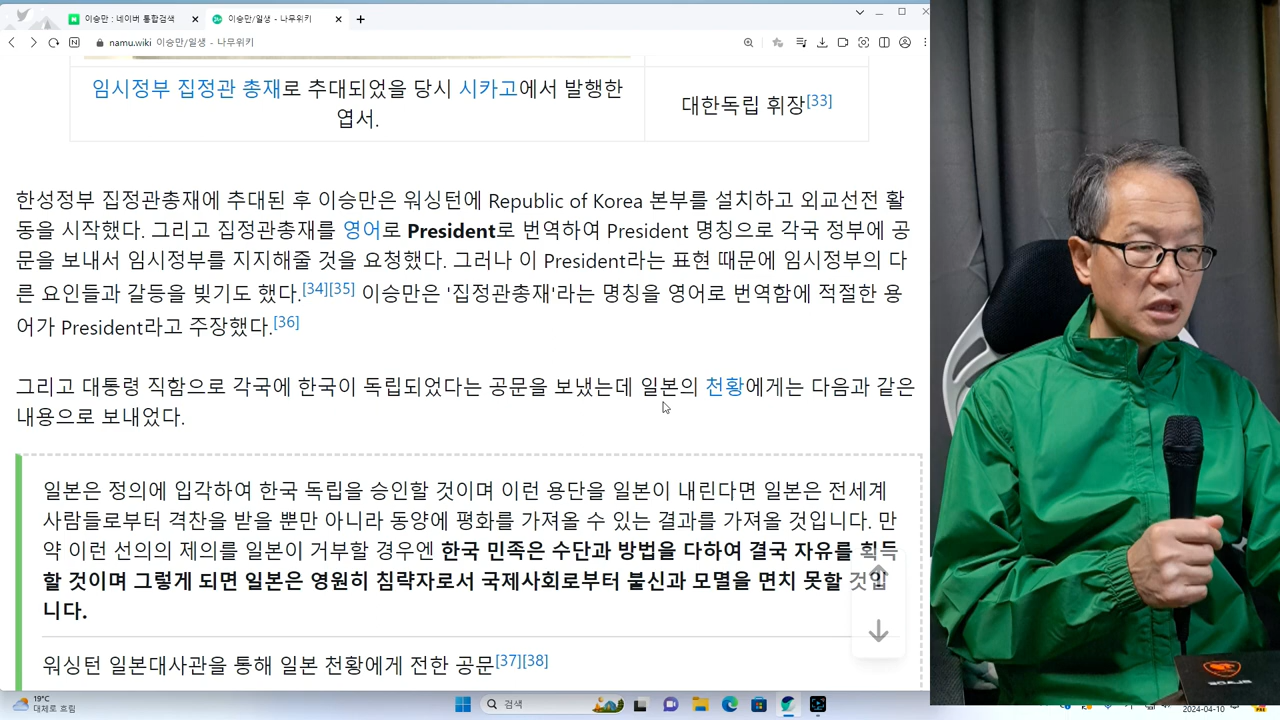 이승만 : 네이버 통합검색
이승만/일생 - 나무위키
namu.wiki 이승만/일생 - 나무위키
임시정부 집정관 총재로 추대되었을 당시 시카고에서 발행한
엽서.
대한독립 휘장[33]
한성정부 집정관총재에 추대된 후 이승만은 워싱턴에 Republic of Korea 본부를 설치하고 외교선전 활
동을 시작했다. 그리고 집정관총재를 영어로 President로 번역하여 President 명칭으로 각국 정부에 공
문을 보내서 임시정부를 지지해줄 것을 요청했다. 그러나 이 President라는 표현 때문에 임시정부의 다
른 요인들과 갈등을 빚기도 했다.[34][35] 이승만은 '집정관총재'라는 명칭을 영어로 번역함에 적절한 용
어가 President라고 주장했다.[36]
그리고 대통령 직함으로 각국에 한국이 독립되었다는 공문을 보냈는데 일본의 천황에게는 다음과 같은
내용으로 보내었다.
일본은 정의에 입각하여 한국 독립을 승인할 것이며 이런 용단을 일본이 내린다면 일본은 전세계
사람들로부터 격찬을 받을 뿐만 아니라 동양에 평화를 가져올 수 있는 결과를 가져올 것입니다. 만
약 이런 선의의 제의를 일본이 거부할 경우엔 한국 민족은 수단과 방법을 다하여 결국 자유를 획득
할 것이며 그렇게 되면 일본은 영원히 침략자로서 국제사회로부터 불신과 모멸을 면치 못할 것입
니다.
워싱턴 일본대사관을 통해 일본 천황에게 전한 공문[37][38]
19°C
대체로 흐림
검색
2024-04-10